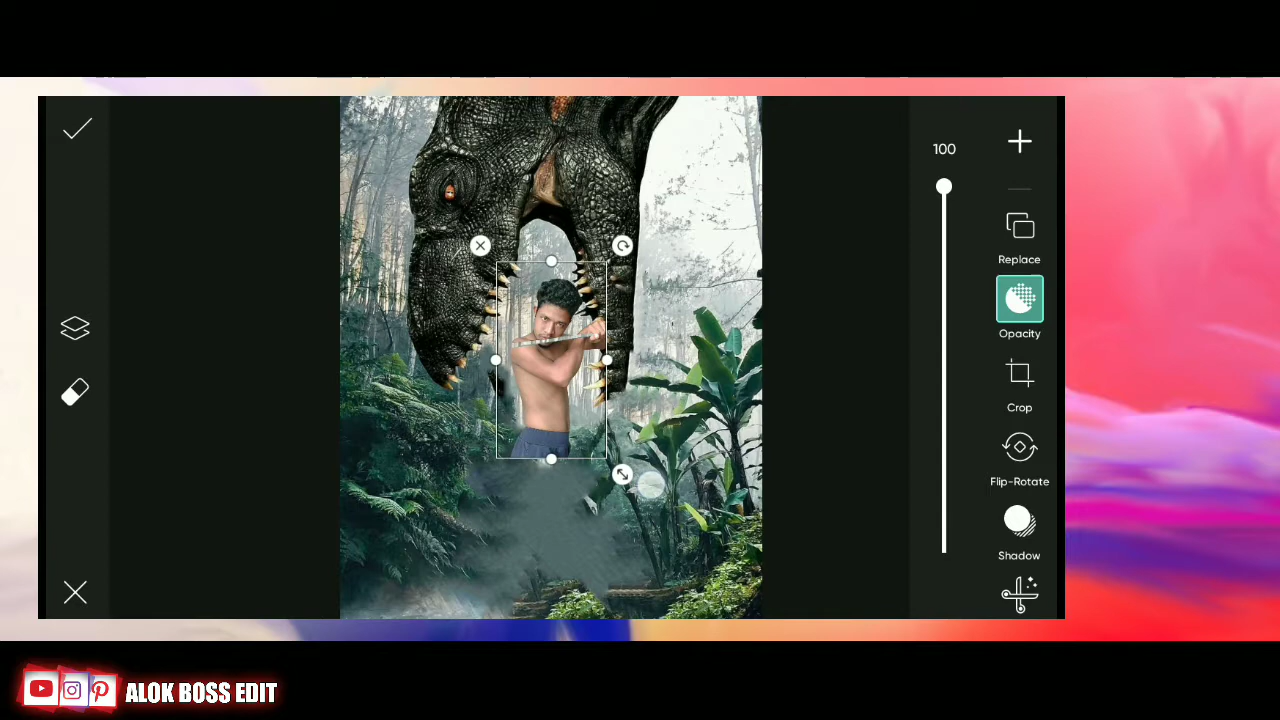 100
Replace
Opacity
Crop
Flip-Rotate
Shadow
ALOK BOSS EDIT